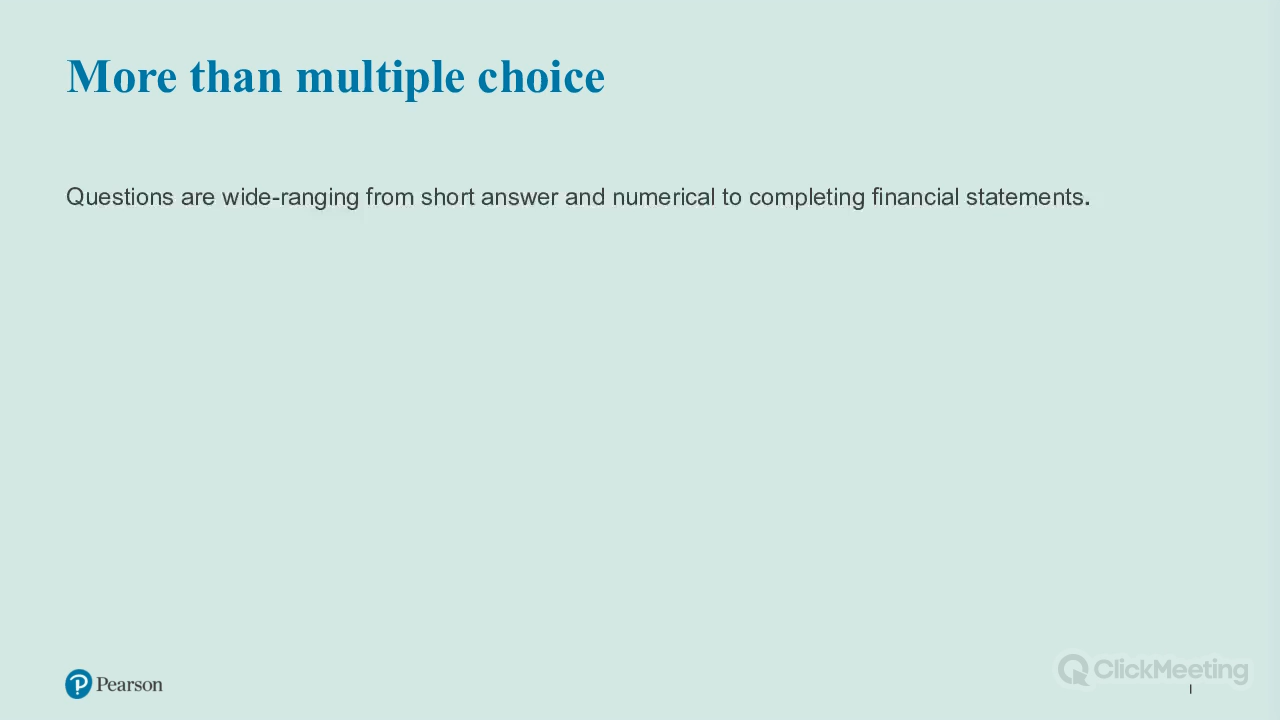 More than multiple choice
Questions are wide-ranging from short answer and numerical to completing financial statements.
Pearson
ClickMeeting